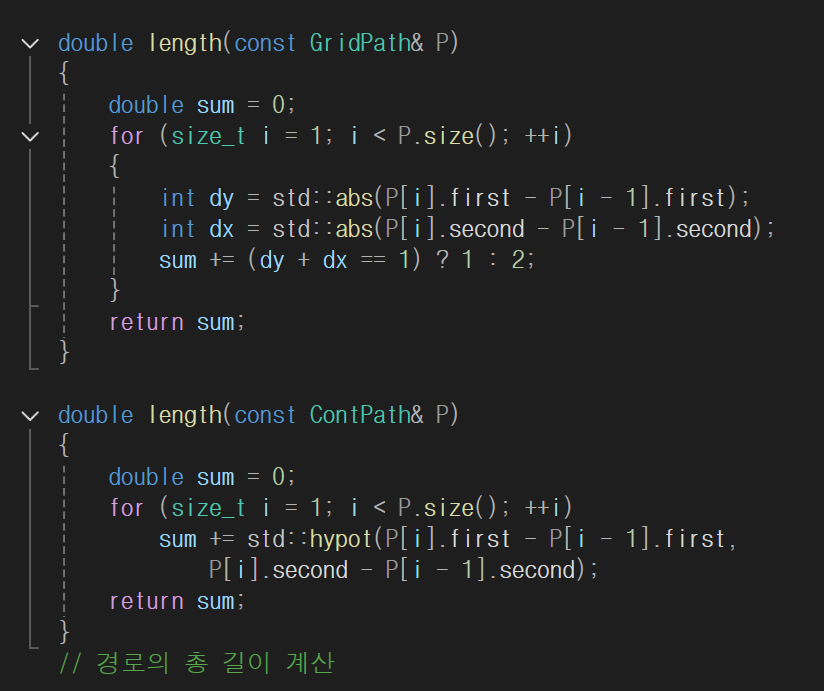 double length(const GridPath& P)
{
    double sum = 0;
    for (size_t i = 1; i < P.size(); ++i)
    {
        int dy = std::abs(P[i].first - P[i - 1].first);
        int dx = std::abs(P[i].second - P[i - 1].second);
        sum += (dy + dx == 1) ? 1 : 2;
    }
    return sum;
}
double length(const ContPath& P)
{
    double sum = 0;
    for (size_t i = 1; i < P.size(); ++i)
        sum += std::hypot(P[i].first - P[i - 1].first,
            P[i].second - P[i - 1].second);
    return sum;
}
// 경로의 총 길이 계산